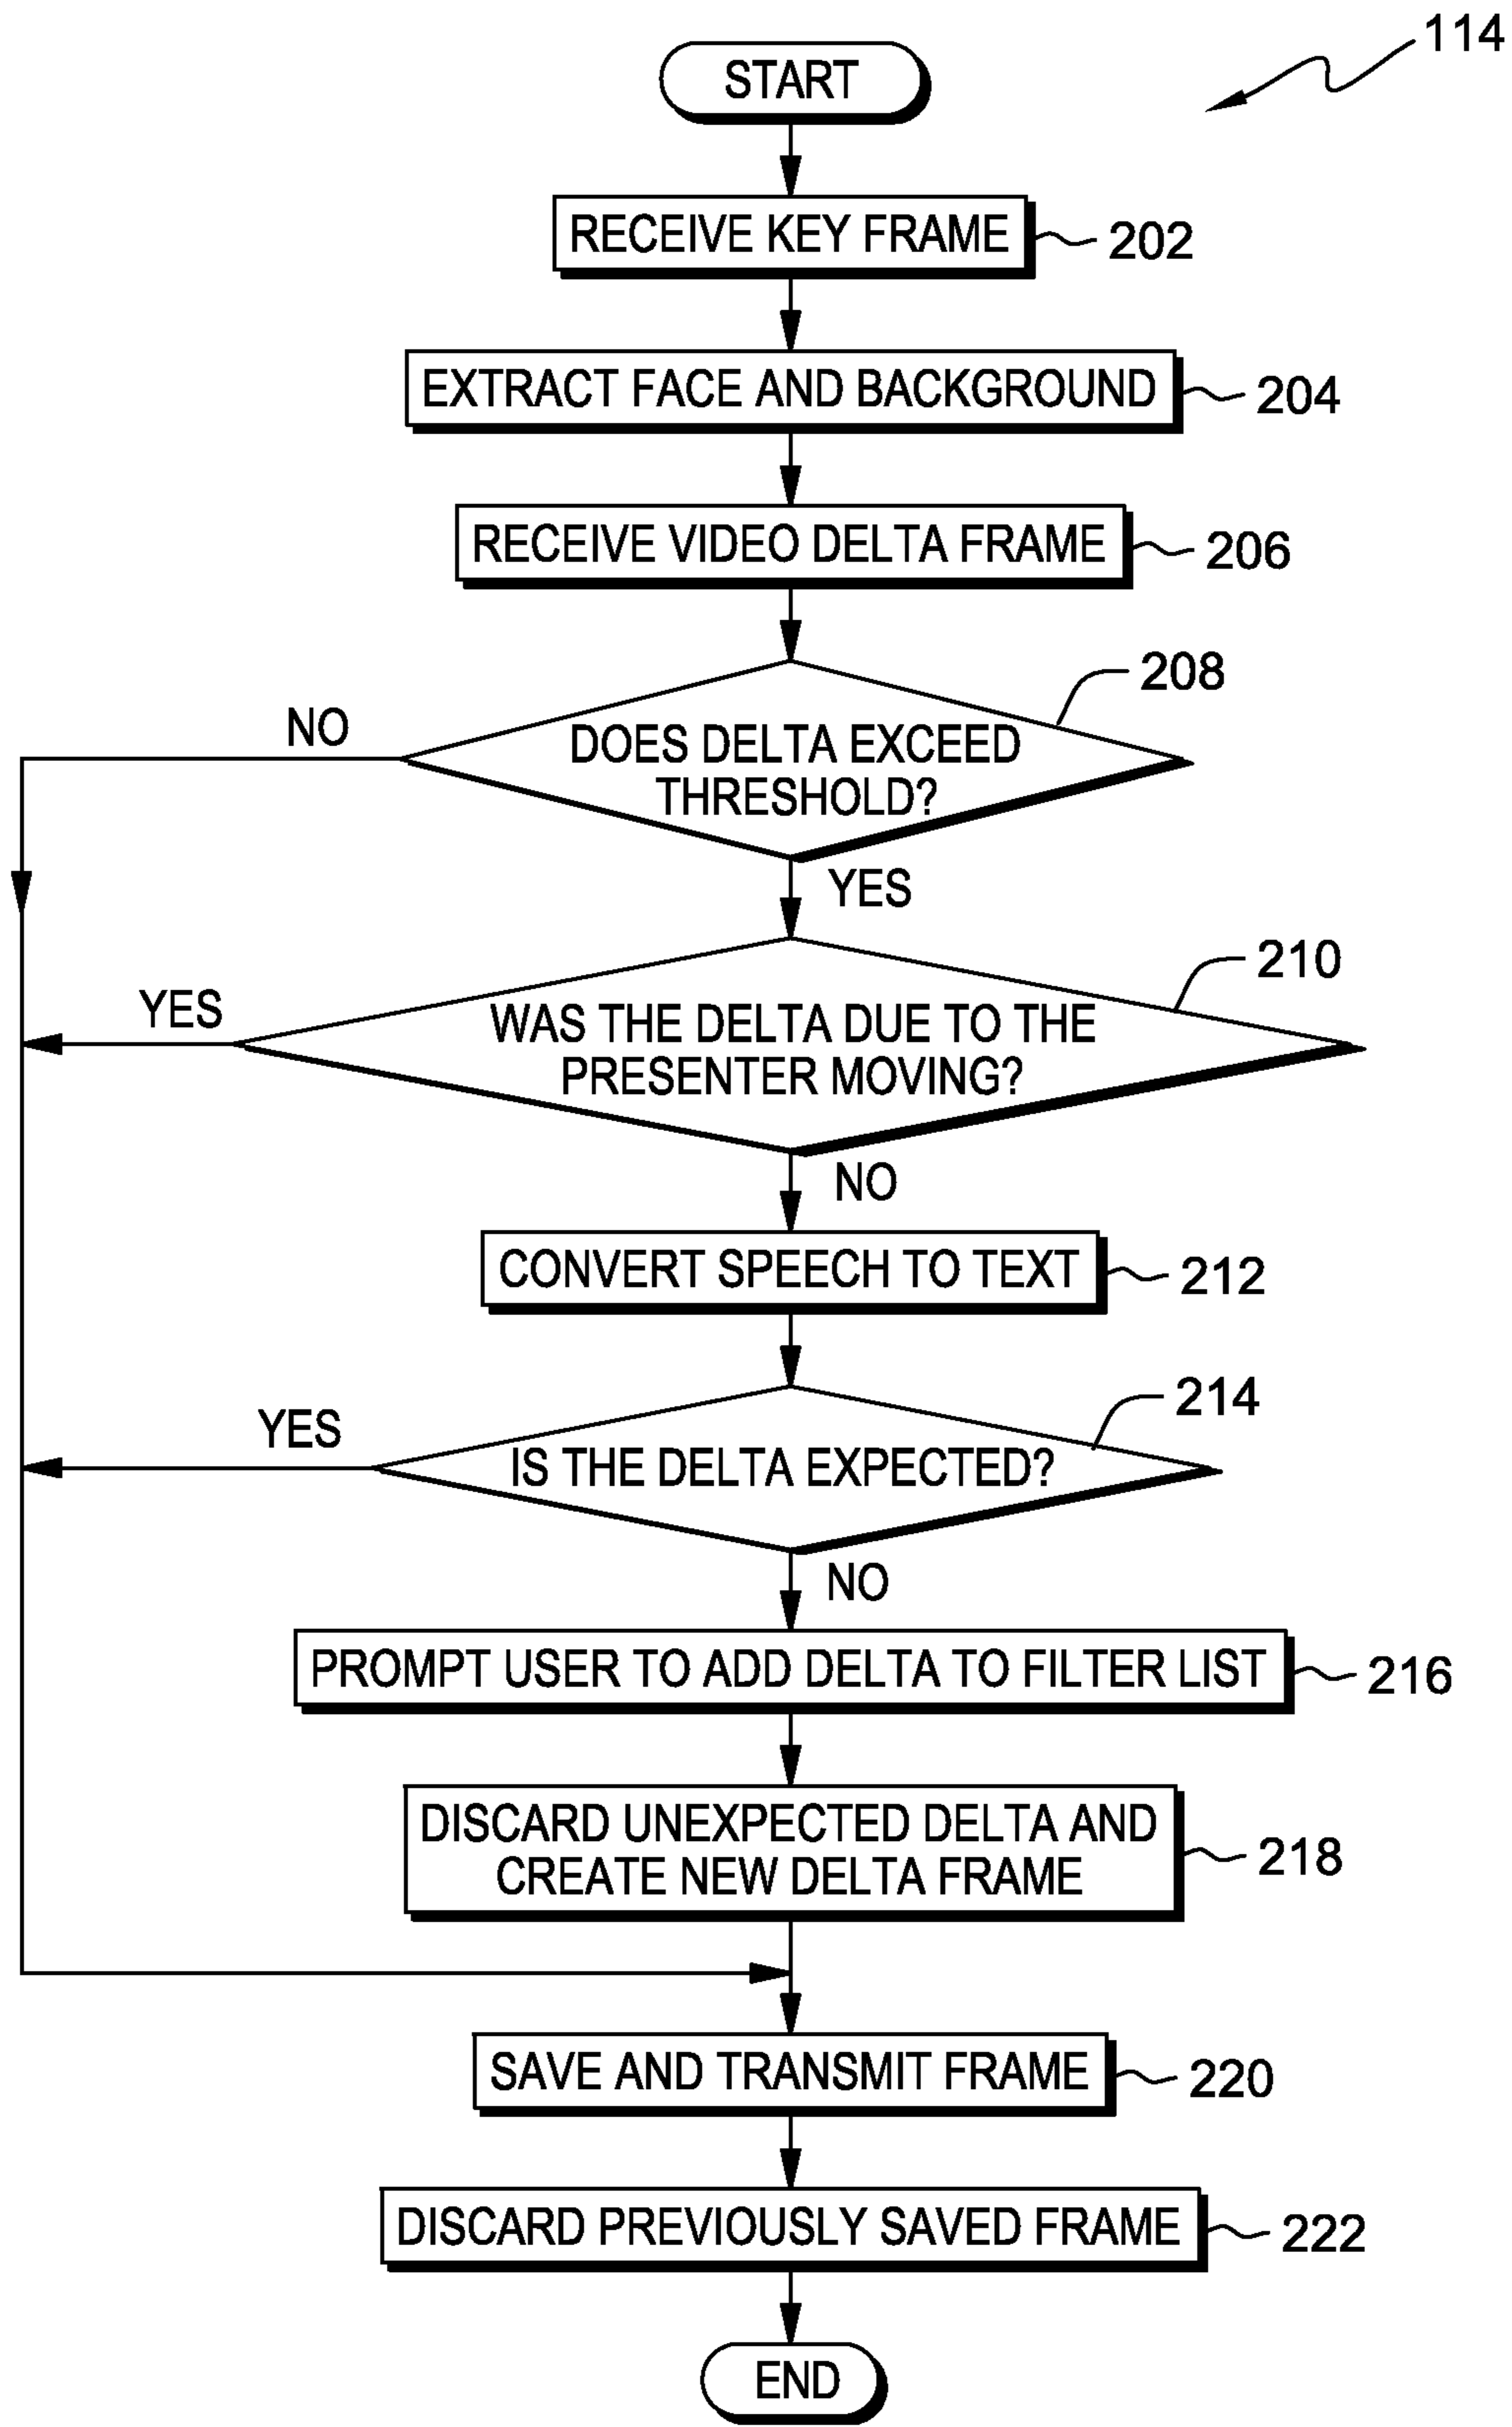 114
START
RECEIVE KEY FRAME
202
EXTRACT FACE AND BACKGROUND
204
RECEIVE VIDEO DELTA FRAME
206
208
NO
DOES DELTA EXCEED
THRESHOLD?
YES
210
YES
WAS THE DELTA DUE TO THE
PRESENTER MOVING?
NO
CONVERT SPEECH TO TEXT
212
214
YES
IS THE DELTA EXPECTED?
NO
PROMPT USER TO ADD DELTA TO FILTER LIST
216
DISCARD UNEXPECTED DELTA AND
CREATE NEW DELTA FRAME
218
SAVE AND TRANSMIT FRAME
220
DISCARD PREVIOUSLY SAVED FRAME
222
END